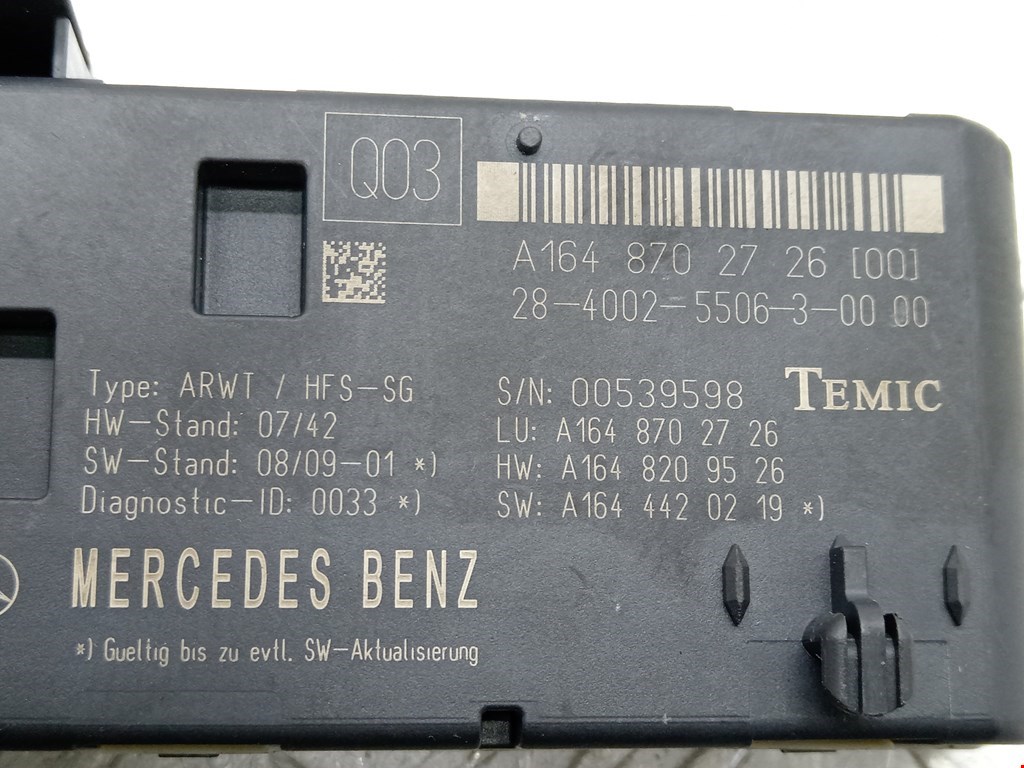 Q03
A164 870 27 26 [00]
28-4002-5506-3-00 00
Type: ARWT / HFS-SG
HW-Stand: 07/42
SW-Stand: 08/09-01 *)
Diagnostic-ID: 0033 *)
S/N: 00539598
TEMIC
LU: A164 870 27 26
HW: A164 820 95 26
SW: A164 442 02 19 *)
MERCEDES BENZ
*) Gueltig bis zu evtl. SW-Aktualisierung